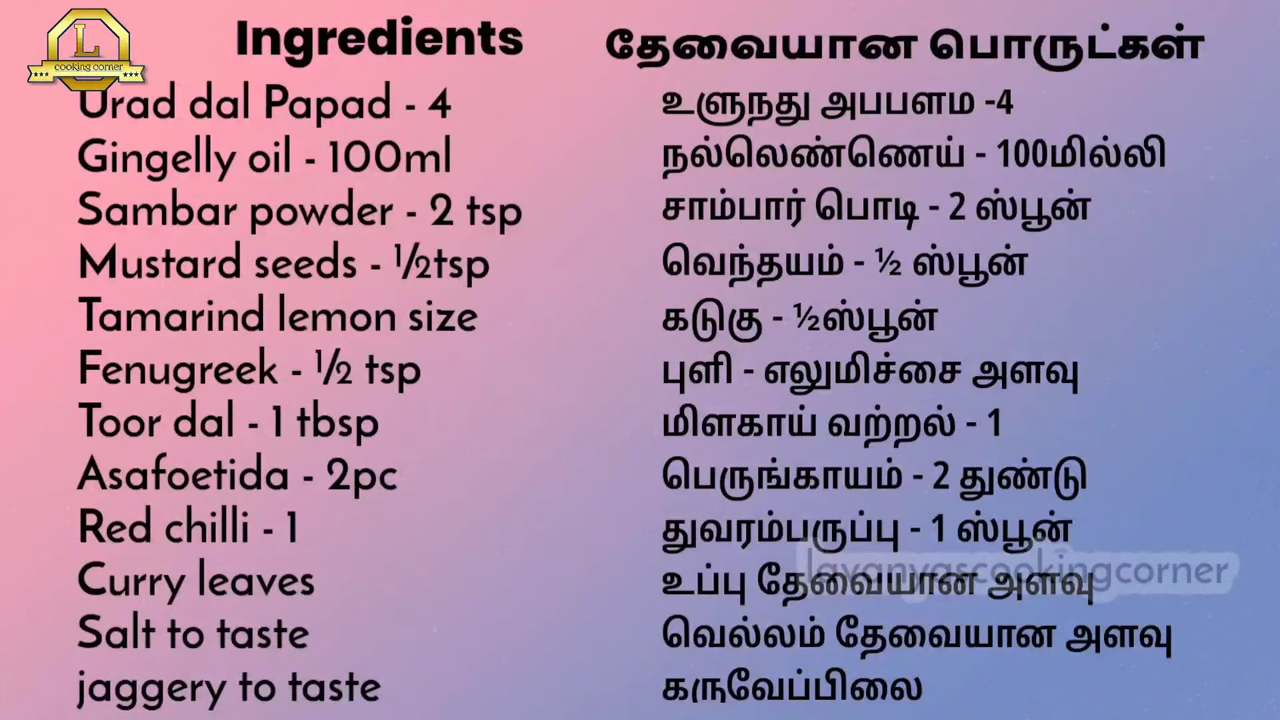 L
cooking corner
Ingredients
Urad dal Papad - 4
Gingelly oil - 100ml
Sambar powder - 2 tsp
Mustard seeds - ½tsp
Tamarind lemon size
Fenugreek - ½ tsp
Toor dal - 1 tbsp
Asafoetida - 2pc
Red chilli - 1
Curry leaves
Salt to taste
jaggery to taste
தேவையான பொருட்கள்
உளுநது அபபளம -4
நல்லெண்ணெய் - 100மில்லி
சாம்பார் பொடி - 2 ஸ்பூன்
வெந்தயம் - ½ ஸ்பூன்
கடுகு - ½ஸ்பூன்
புளி - எலுமிச்சை அளவு
மிளகாய் வற்றல் - 1
பெருங்காயம் - 2 துண்டு
துவரம்பருப்பு - 1 ஸ்பூன்
உப்பு தேவையான அளவு
வெல்லம் தேவையான அளவு
கருவேப்பிலை
lavanyascookingcorner